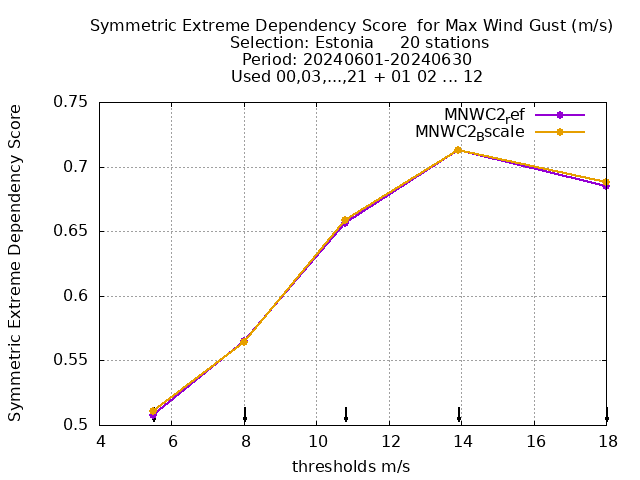 Symmetric Extreme Dependency Score  for Max Wind Gust (m/s)
Selection: Estonia     20 stations
Period: 20240601-20240630
Used 00,03,...,21 + 01 02 ... 12
Symmetric Extreme Dependency Score
0.75
0.7
0.65
0.6
0.55
0.5
MNWC2ref
MNWC2Bscale
4 6 8 10 12 14 16 18
thresholds m/s